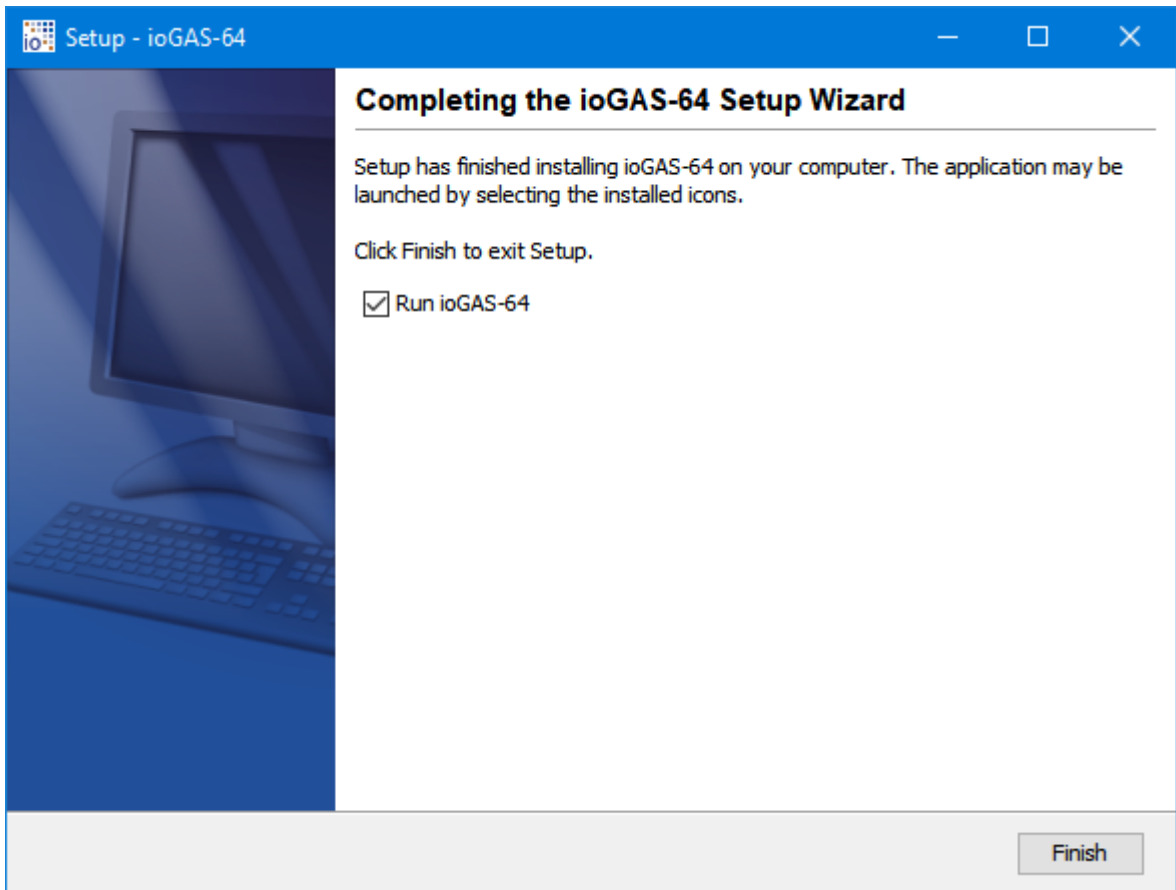 io
Setup - ioGAS-64
Completing the ioGAS-64 Setup Wizard
Setup has finished installing ioGAS-64 on your computer. The application may be
launched by selecting the installed icons.
Click Finish to exit Setup.
Run ioGAS-64
Finish